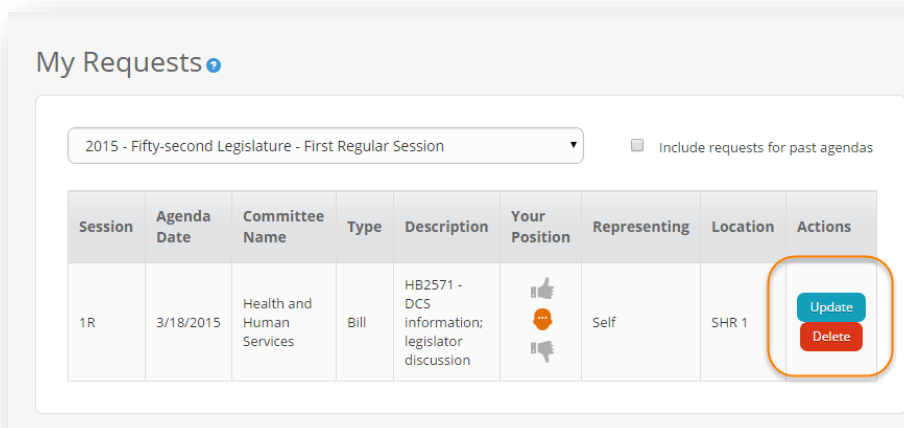 My Requests ?
2015 - Fifty-second Legislature - First Regular Session
Include requests for past agendas
Session
Agenda
Date
Committee
Name
Type
Description
Your
Position
Representing
Location
Actions
1R
3/18/2015
Health and
Human
Services
Bill
HB2571 -
DCS
information;
legislator
discussion
Self
SHR 1
Update
Delete